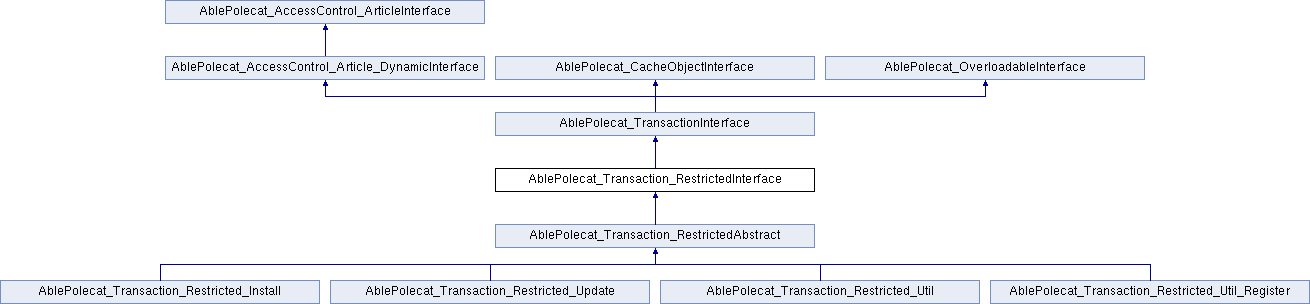 AblePolecat_AccessControl_ArticleInterface
AblePolecat_AccessControl_Article_DynamicInterface
AblePolecat_CacheObjectInterface
AblePolecat_OverloadableInterface
AblePolecat_TransactionInterface
AblePolecat_Transaction_RestrictedInterface
AblePolecat_Transaction_RestrictedAbstract
AblePolecat_Transaction_Restricted_Install
AblePolecat_Transaction_Restricted_Update
AblePolecat_Transaction_Restricted_Util
AblePolecat_Transaction_Restricted_Util_Register